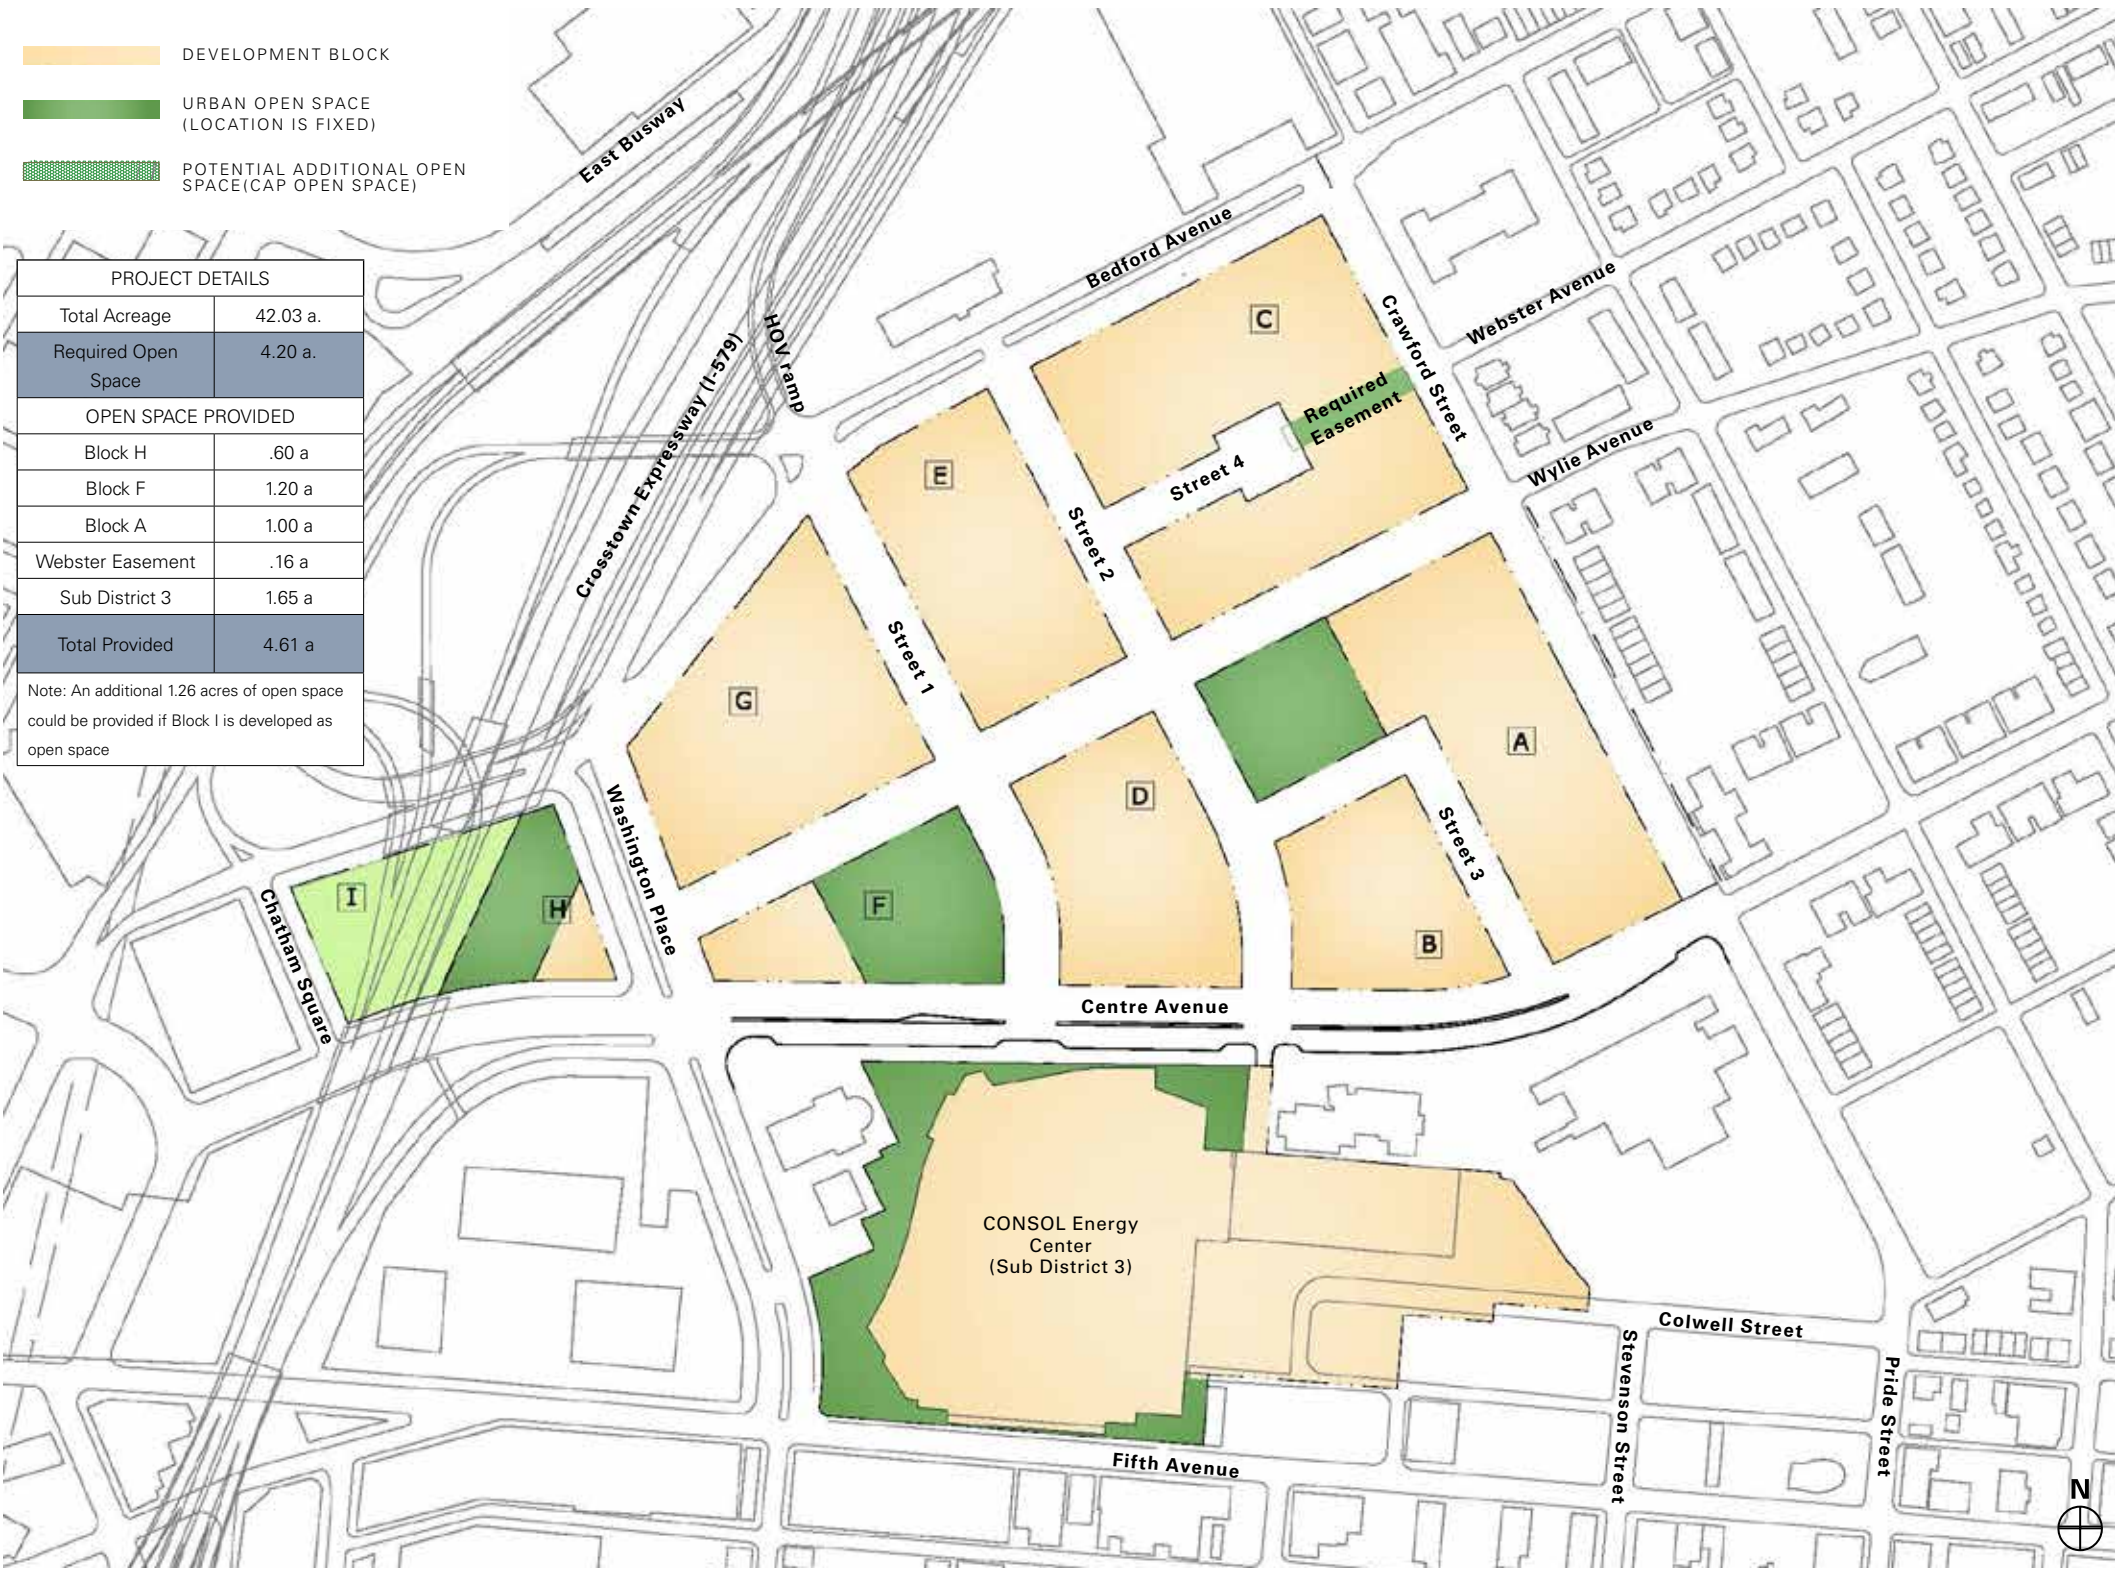 DEVELOPMENT BLOCK
URBAN OPEN SPACE
(LOCATION IS FIXED)
POTENTIAL ADDITIONAL OPEN
SPACE(CAP OPEN SPACE)
PROJECT DETAILS
Total Acreage 42.03 a.
Required Open 4.20 a.
Space
OPEN SPACE PROVIDED
Block H .60 a
Block F 1.20 a
Block A 1.00 a
Webster Easement .16 a
Sub District 3 1.65 a
Total Provided 4.61 a
Note: An additional 1.26 acres of open space
could be provided if Block I is developed as
open space
East Busway
Bedford Avenue
HOV ramp
Crosstown Expressway (I-579)
C
Crawford Street
Webster Avenue
Required
Easement
Wylie Avenue
E
Street 4
Street 2
Street 1
G
A
D
Washington Place
Street 3
I
H
F
B
Chatham Square
Centre Avenue
CONSOL Energy
Center
(Sub District 3)
Colwell Street
Stevenson Street
Pride Street
Fifth Avenue
N